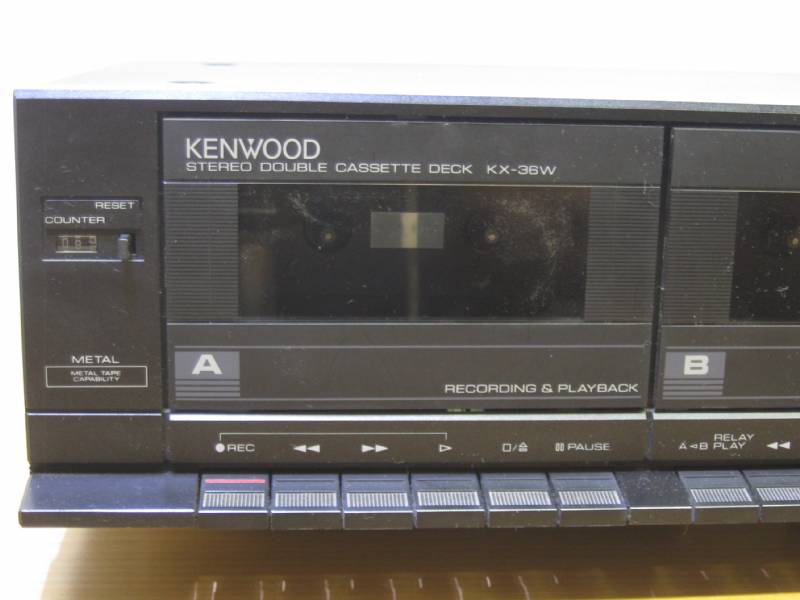 KENWOOD
STEREO DOUBLE CASSETTE DECK KX-36W
RESET
COUNTER
METAL
METAL TAPE
CAPABILITY
A
RECORDING & PLAYBACK
B
●REC ◀◀ ▶▶ ▷ □/≜ ▯▯ PAUSE
RELAY
A◁B PLAY ◀◀